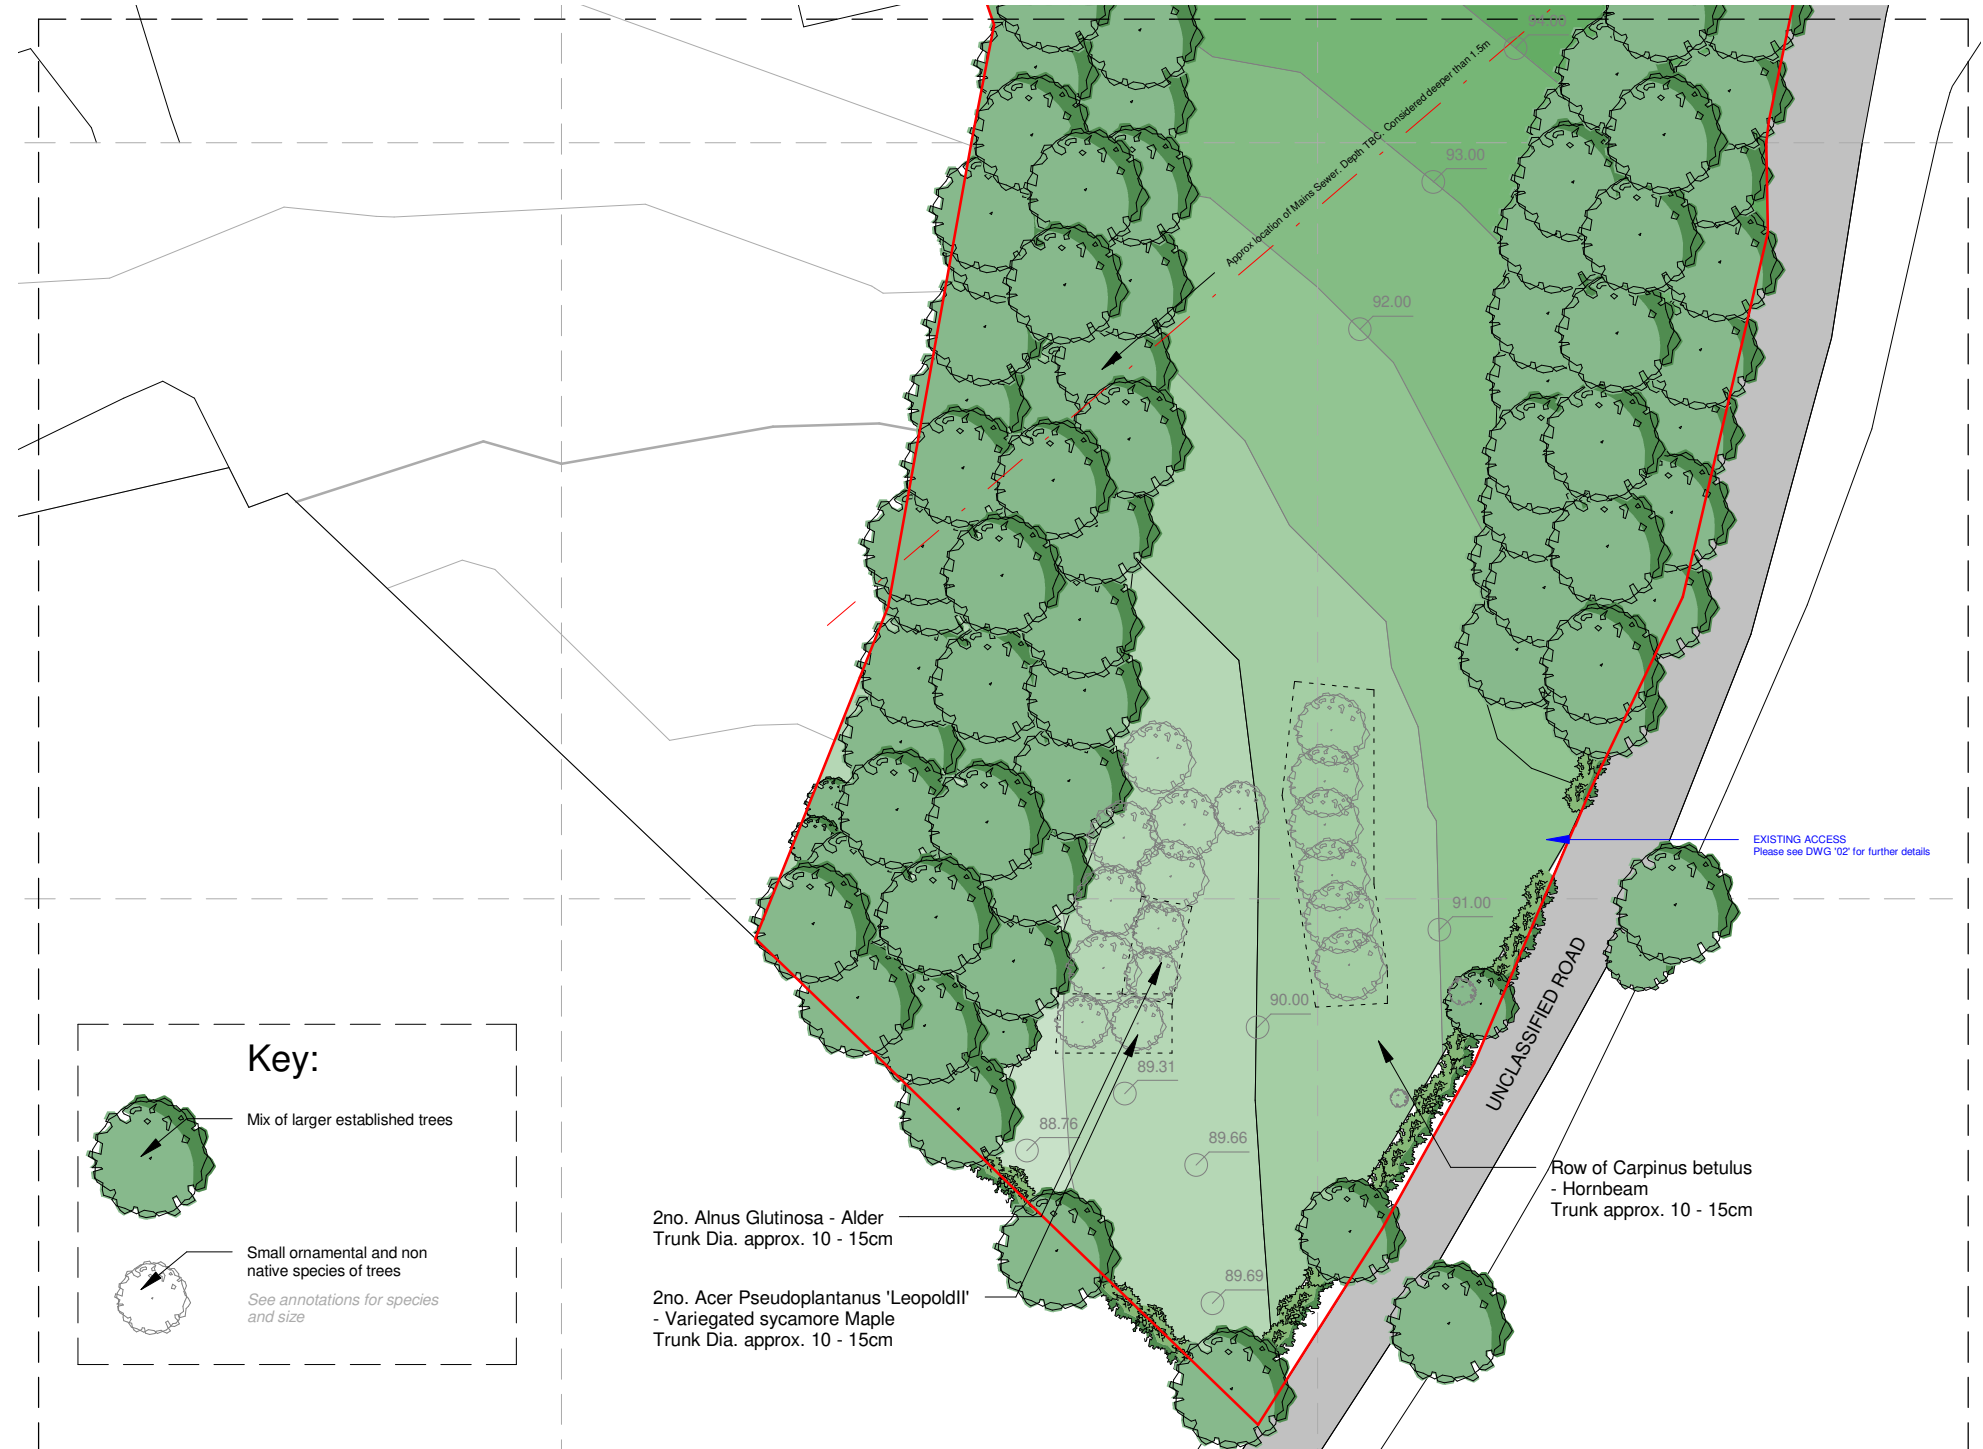 94.00
Approx location of Mains Sewer. Depth TBC. Considered deeper than 1.5m
93.00
92.00
EXISTING ACCESS
Please see DWG '02' for further details
91.00
UNCLASSIFIED ROAD
90.00
89.31
88.76
89.66
89.69
Key:
Mix of larger established trees
Small ornamental and non
native species of trees
See annotations for species
and size
2no. Alnus Glutinosa - Alder
Trunk Dia. approx. 10 - 15cm
2no. Acer Pseudoplantanus 'LeopoldII'
- Variegated sycamore Maple
Trunk Dia. approx. 10 - 15cm
Row of Carpinus betulus
- Hornbeam
Trunk approx. 10 - 15cm